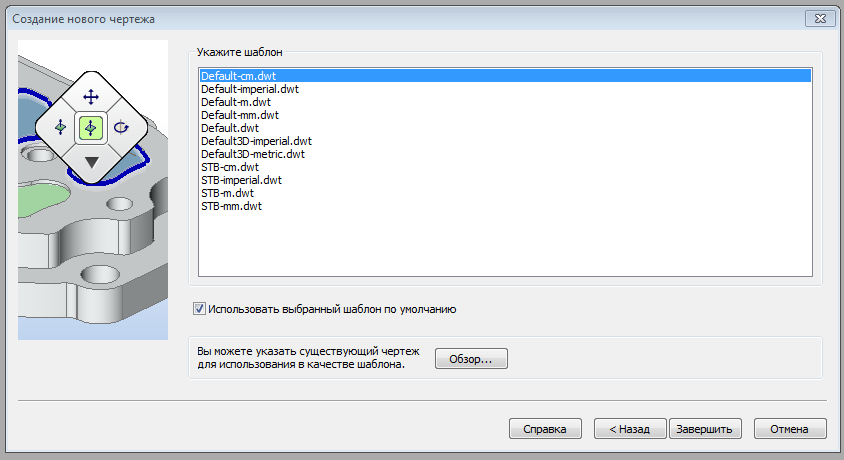 Создание нового чертежа
Укажите шаблон
Default-cm.dwt
Default-imperial.dwt
Default-m.dwt
Default-mm.dwt
Default.dwt
Default3D-imperial.dwt
Default3D-metric.dwt
STB-cm.dwt
STB-imperial.dwt
STB-m.dwt
STB-mm.dwt
Использовать выбранный шаблон по умолчанию
Вы можете указать существующий чертеж
для использования в качестве шаблона.
Обзор...
Справка
< Назад
Завершить
Отмена